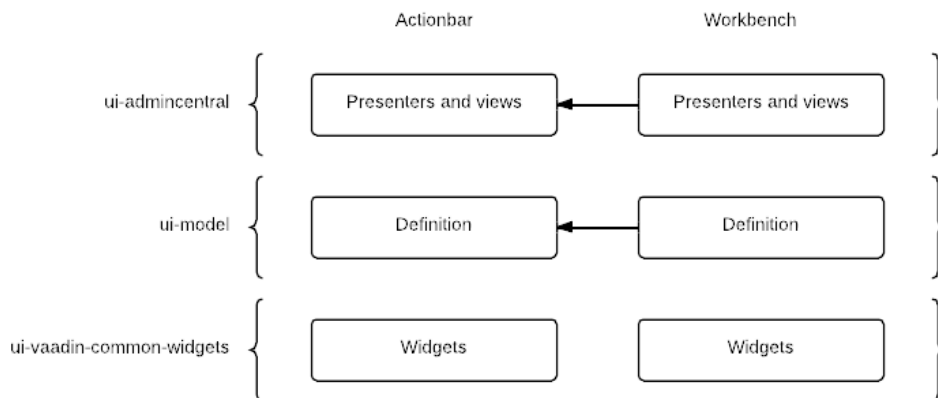 Actionbar
Workbench
ui-admincentral
Presenters and views
Presenters and views
ui-model
Definition
Definition
ui-vaadin-common-widgets
Widgets
Widgets